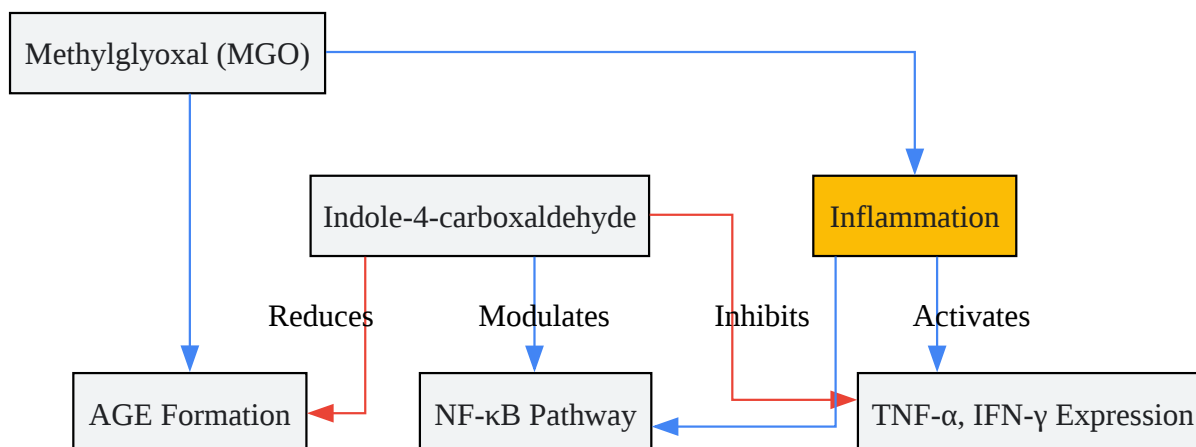 Methylglyoxal (MGO)
Indole-4-carboxaldehyde
Inflammation
Reduces
Modulates
Inhibits
Activates
AGE Formation
NF-κB Pathway
TNF-α, IFN-γ Expression